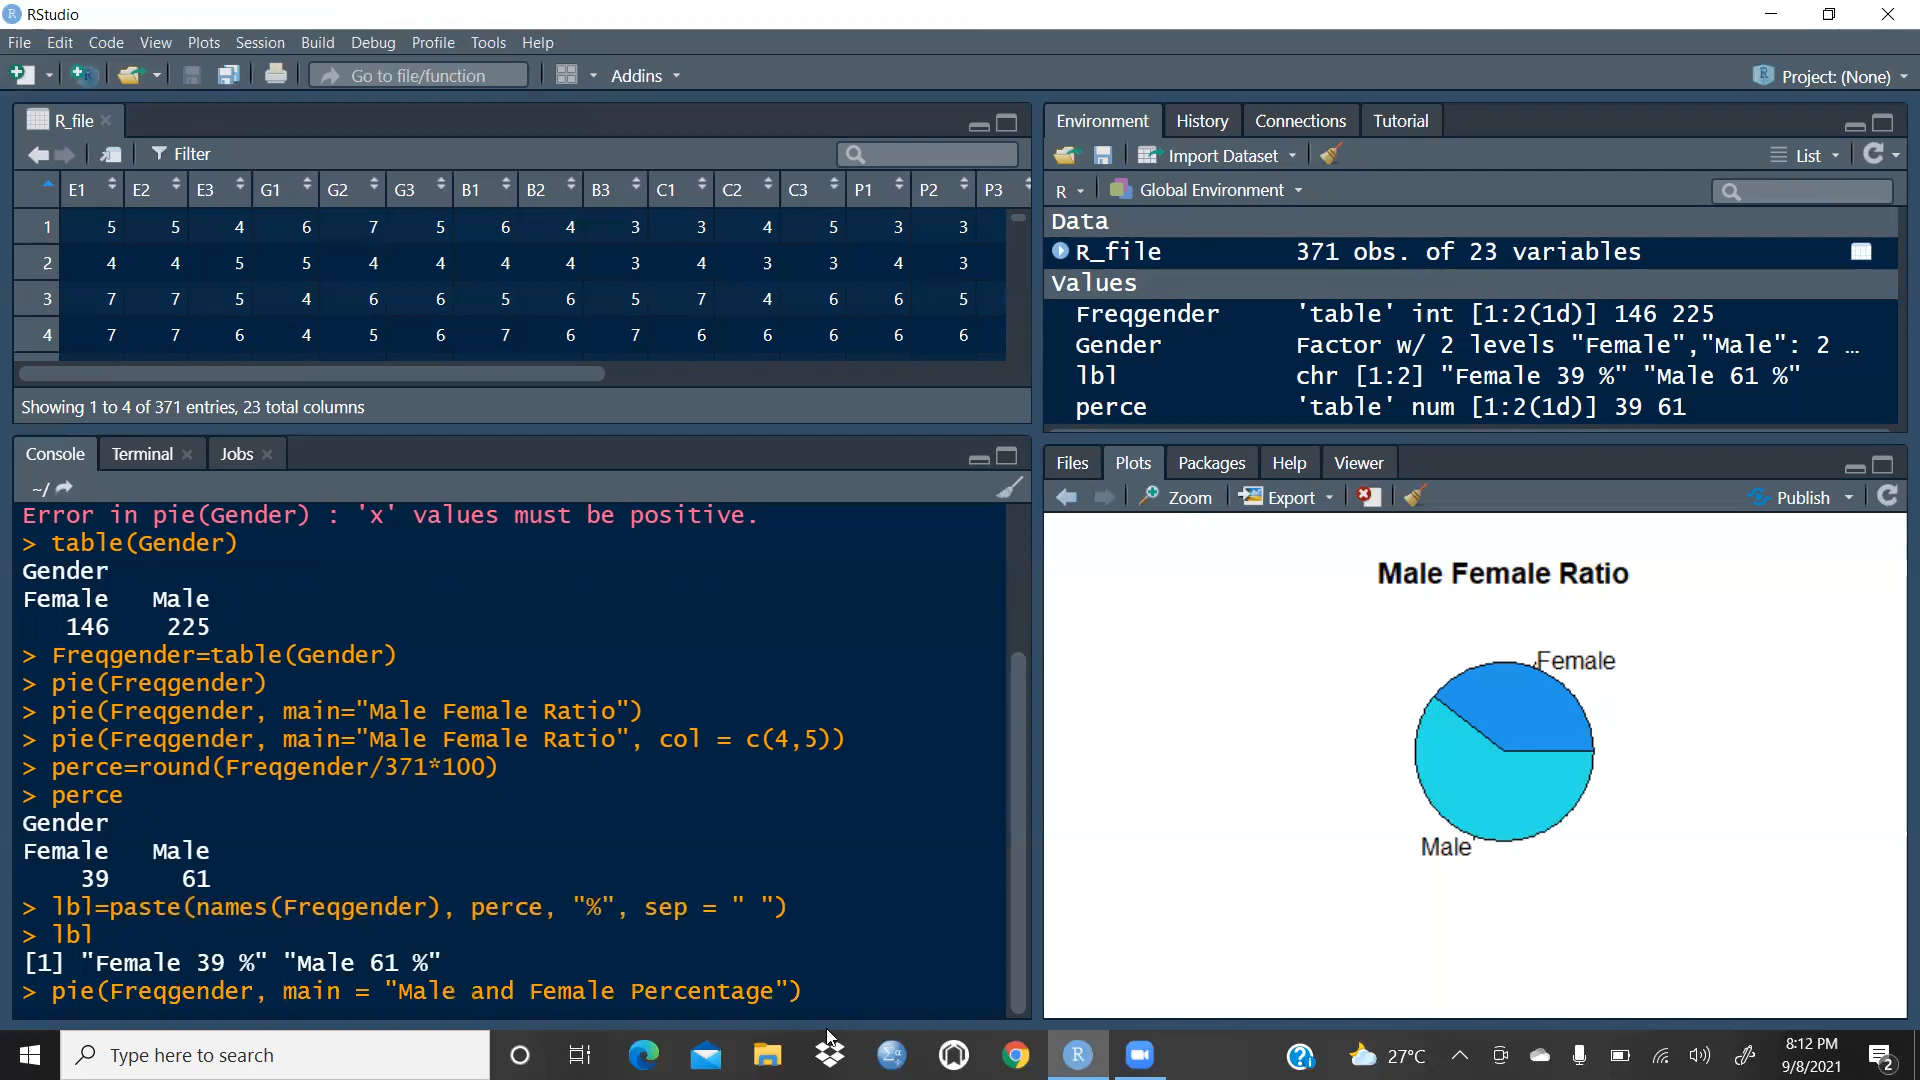 RStudio
File Edit Code View Plots Session Build Debug Profile Tools Help
Go to file/function Addins Project: (None)
R_file
Filter
E1 E2 E3 G1 G2 G3 B1 B2 B3 C1 C2 C3 P1 P2 P3
1 5 5 4 6 7 5 6 4 3 3 4 5 3 3
2 4 4 5 5 4 4 4 4 3 4 3 3 4 3
3 7 7 5 4 6 6 5 6 5 7 4 6 6 5
4 7 7 6 4 5 6 7 6 7 6 6 6 6 6
Showing 1 to 4 of 371 entries, 23 total columns
Console Terminal Jobs
~/
Error in pie(Gender) : 'x' values must be positive.
> table(Gender)
Gender
Female Male
146 225
> Freqgender=table(Gender)
> pie(Freqgender)
> pie(Freqgender, main="Male Female Ratio")
> pie(Freqgender, main="Male Female Ratio", col = c(4,5))
> perce=round(Freqgender/371*100)
> perce
Gender
Female Male
39 61
> lbl=paste(names(Freqgender), perce, "%", sep = " ")
> lbl
[1] "Female 39 %" "Male 61 %"
> pie(Freqgender, main = "Male and Female Percentage")
Environment History Connections Tutorial
Import Dataset List
R Global Environment
Data
R_file 371 obs. of 23 variables
Values
Freqgender 'table' int [1:2(1d)] 146 225
Gender Factor w/ 2 levels "Female","Male": 2 …
lbl chr [1:2] "Female 39 %" "Male 61 %"
perce 'table' num [1:2(1d)] 39 61
Files Plots Packages Help Viewer
Zoom Export Publish
Male Female Ratio
Female
Male
Type here to search
27°C
8:12 PM
9/8/2021
2